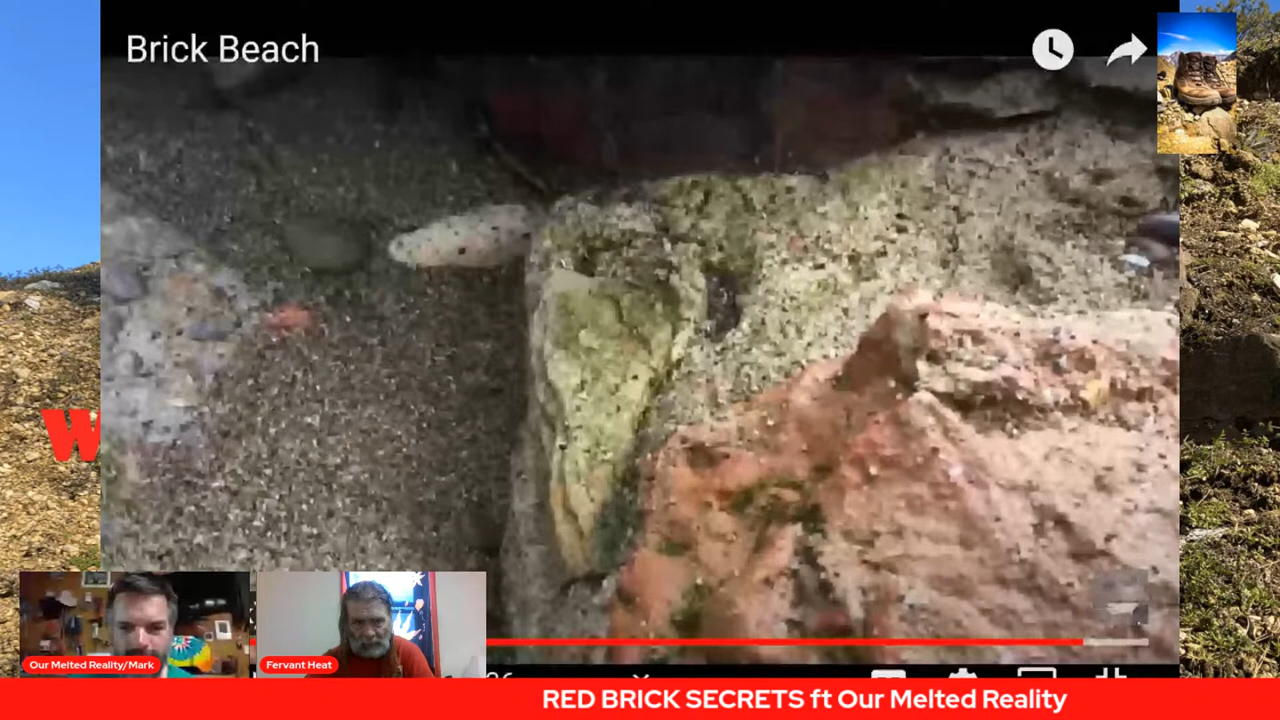 Brick Beach
W
Our Melted Reality/Mark
Fervant Heat
RED BRICK SECRETS ft Our Melted Reality